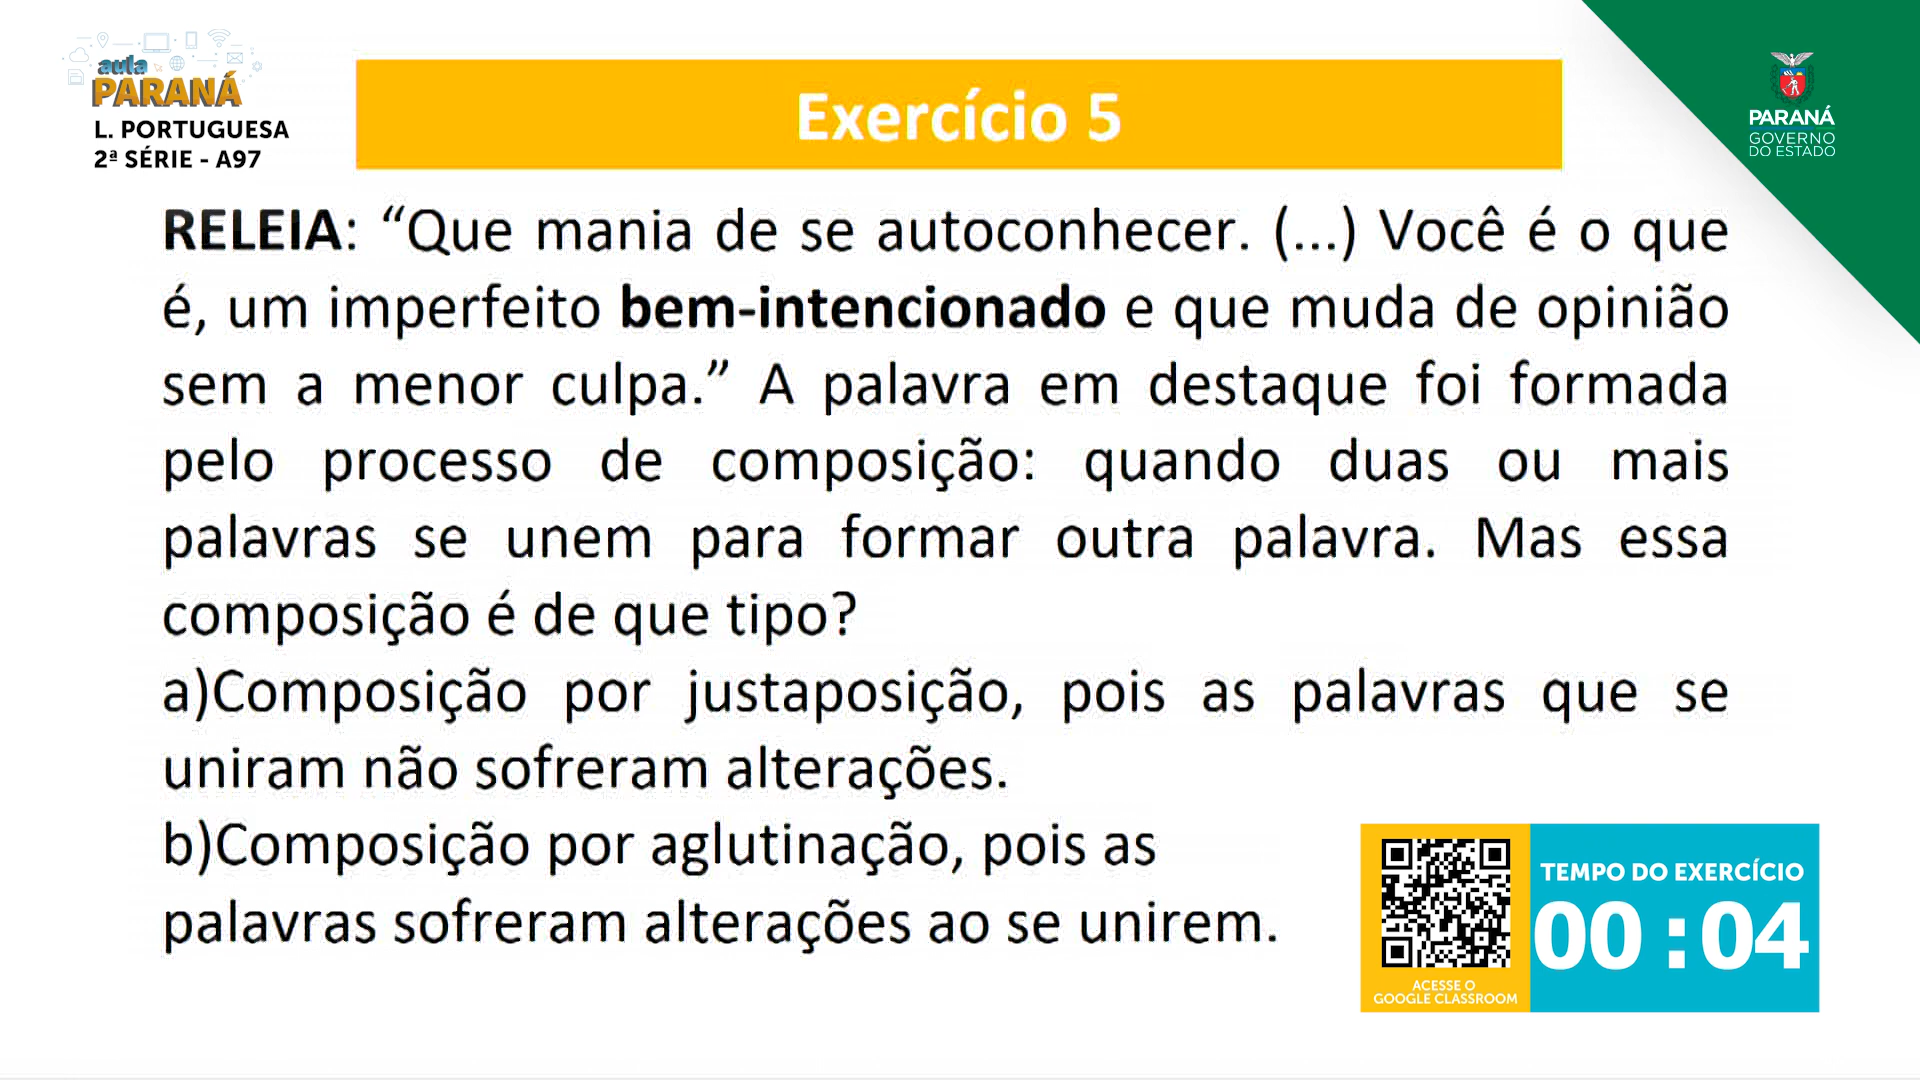 aula
PARANÁ
L. PORTUGUESA
2ª SÉRIE - A97
Exercício 5
PARANÁ
GOVERNO
DO ESTADO
RELEIA: “Que mania de se autoconhecer. (...) Você é o que
é, um imperfeito bem-intencionado e que muda de opinião
sem a menor culpa.” A palavra em destaque foi formada
pelo processo de composição: quando duas ou mais
palavras se unem para formar outra palavra. Mas essa
composição é de que tipo?
a)Composição por justaposição, pois as palavras que se
uniram não sofreram alterações.
b)Composição por aglutinação, pois as
palavras sofreram alterações ao se unirem.
ACESSE O
GOOGLE CLASSROOM
TEMPO DO EXERCÍCIO
00:04